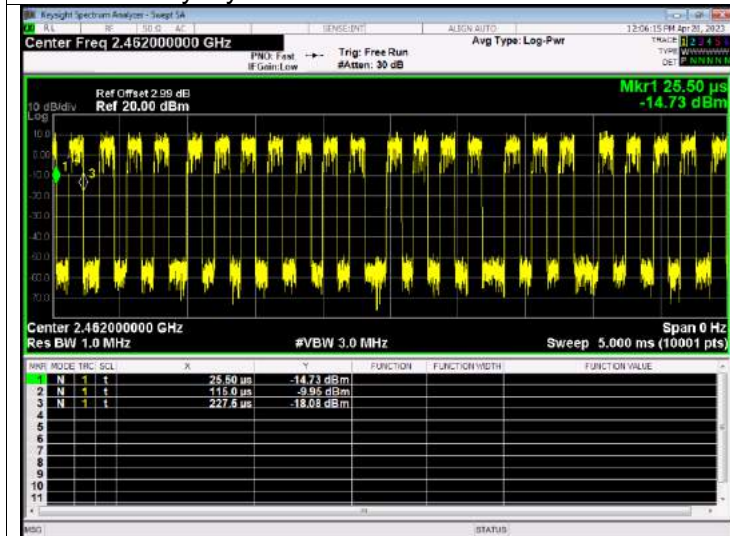 Keysight Spectrum Analyzer - Swept SA
RL RF 50 Ω AC SENSE:INT ALIGN AUTO 12:06:15 PM Apr 28, 2023
Center Freq 2.462000000 GHz
Avg Type: Log-Pwr
TRACE 1 2 3 4 5 6
PNO: Fast
Trig: Free Run
TYPE WWWWWW
IFGain:Low
#Atten: 30 dB
DET P N N N N N
Mkr1 25.50 µs
-14.73 dBm
Ref Offset 2.99 dB
10 dB/div Ref 20.00 dBm
Log
10.0
0.00
-10.0
-20.0
-30.0
-40.0
-50.0
-60.0
-70.0
1
3
Center 2.462000000 GHz Span 0 Hz
Res BW 1.0 MHz #VBW 3.0 MHz Sweep 5.000 ms (10001 pts)
MKR MODE TRC SCL X Y FUNCTION FUNCTION WIDTH FUNCTION VALUE
1 N 1 t 25.50 µs -14.73 dBm
2 N 1 t 115.0 µs -9.95 dBm
3 N 1 t 227.5 µs -18.08 dBm
4
5
6
7
8
9
10
11
MSG STATUS